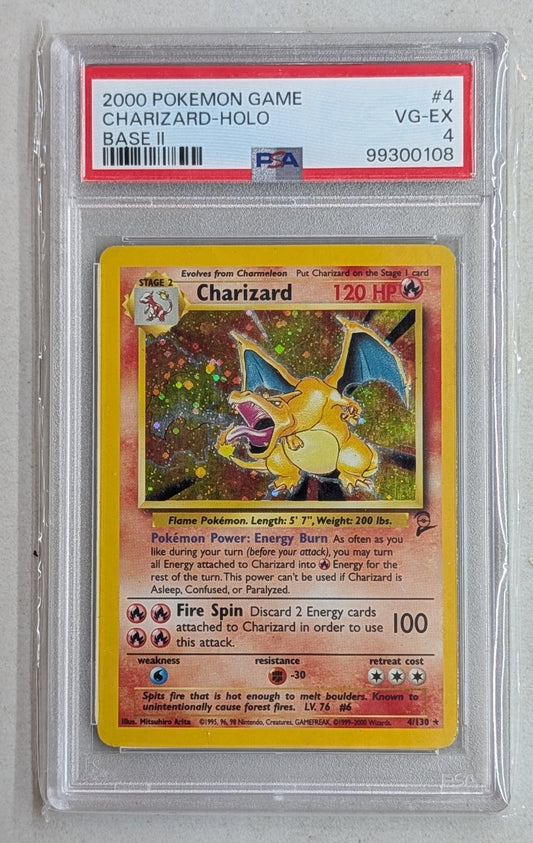 2000 POKEMON GAME #4
CHARIZARD-HOLO VG-EX
BASE II 4
PSA 99300108
Evolves from Charmeleon Put Charizard on the Stage 1 card
STAGE 2
Charizard 120 HP
Flame Pokémon. Length: 5' 7", Weight: 200 lbs.
Pokémon Power: Energy Burn As often as you
like during your turn (before your attack), you may turn
all Energy attached to Charizard into Energy for the
rest of the turn. This power can't be used if Charizard is
Asleep, Confused, or Paralyzed.
Fire Spin Discard 2 Energy cards
attached to Charizard in order to use 100
this attack.
weakness resistance retreat cost
-30
Spits fire that is hot enough to melt boulders. Known to
unintentionally cause forest fires. LV. 76 #6
Illus. Mitsuhiro Arita ©1995, 96, 98 Nintendo, Creatures, GAMEFREAK. ©1999-2000 Wizards. 4/130 ★
PSA